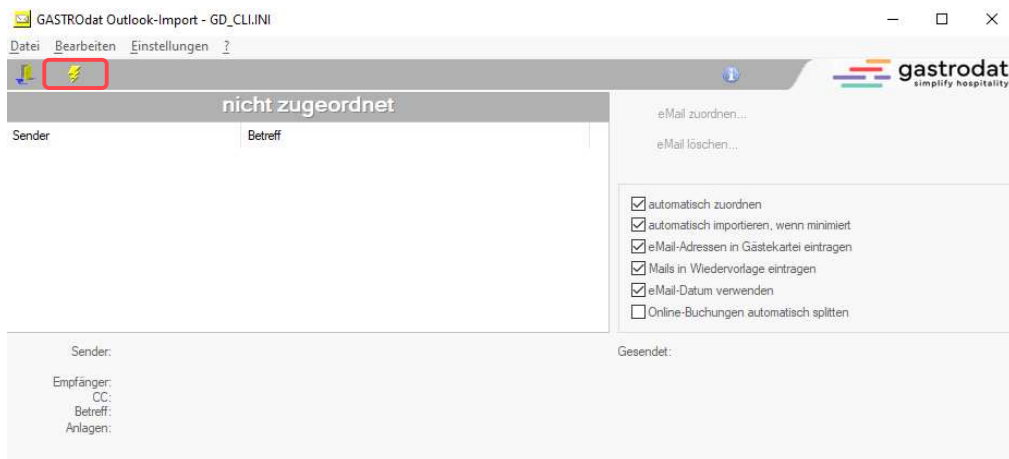 GASTROdat Outlook-Import - GD_CLI.INI
Datei Bearbeiten Einstellungen ?
gastrodat
simplify hospitality
nicht zugeordnet
Sender Betreff
eMail zuordnen...
eMail löschen...
automatisch zuordnen
automatisch importieren, wenn minimiert
eMail-Adressen in Gästekartei eintragen
Mails in Wiedervorlage eintragen
eMail-Datum verwenden
Online-Buchungen automatisch splitten
Sender: Gesendet:
Empfänger:
CC:
Betreff:
Anlagen: